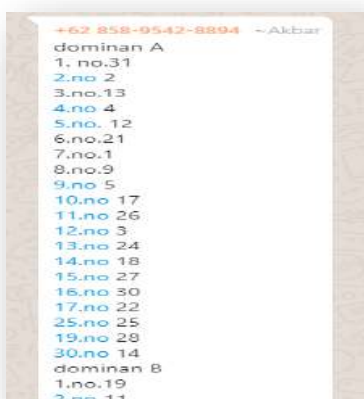 +62 858-9542-8894 ~Akbar
dominan A
1. no.31
2.no 2
3.no.13
4.no 4
5.no. 12
6.no.21
7.no.1
8.no.9
9.no 5
10.no 17
11.no 26
12.no 3
13.no 24
14.no 18
15.no 27
16.no 30
17.no 22
25.no 25
19.no 28
30.no 14
dominan B
1.no.19
2.no 11